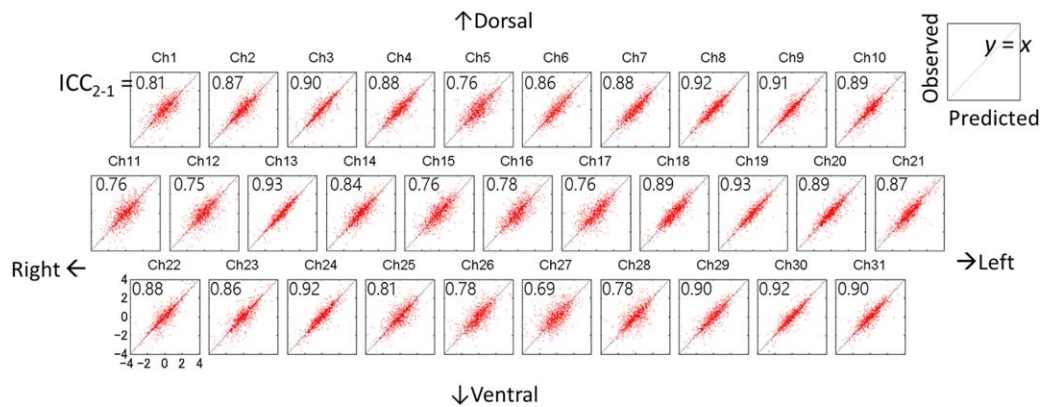 ↑Dorsal
Ch1 Ch2 Ch3 Ch4 Ch5 Ch6 Ch7 Ch8 Ch9 Ch10
ICC2-1 = 0.81 0.87 0.90 0.88 0.76 0.86 0.88 0.92 0.91 0.89
Observed
y = x
Predicted
Ch11 Ch12 Ch13 Ch14 Ch15 Ch16 Ch17 Ch18 Ch19 Ch20 Ch21
0.76 0.75 0.93 0.84 0.76 0.78 0.76 0.89 0.93 0.89 0.87
Right ←
→Left
Ch22 Ch23 Ch24 Ch25 Ch26 Ch27 Ch28 Ch29 Ch30 Ch31
0.88 0.86 0.92 0.81 0.78 0.69 0.78 0.90 0.92 0.90
4
2
0
−2
−4
−4 −2 0 2 4
↓Ventral